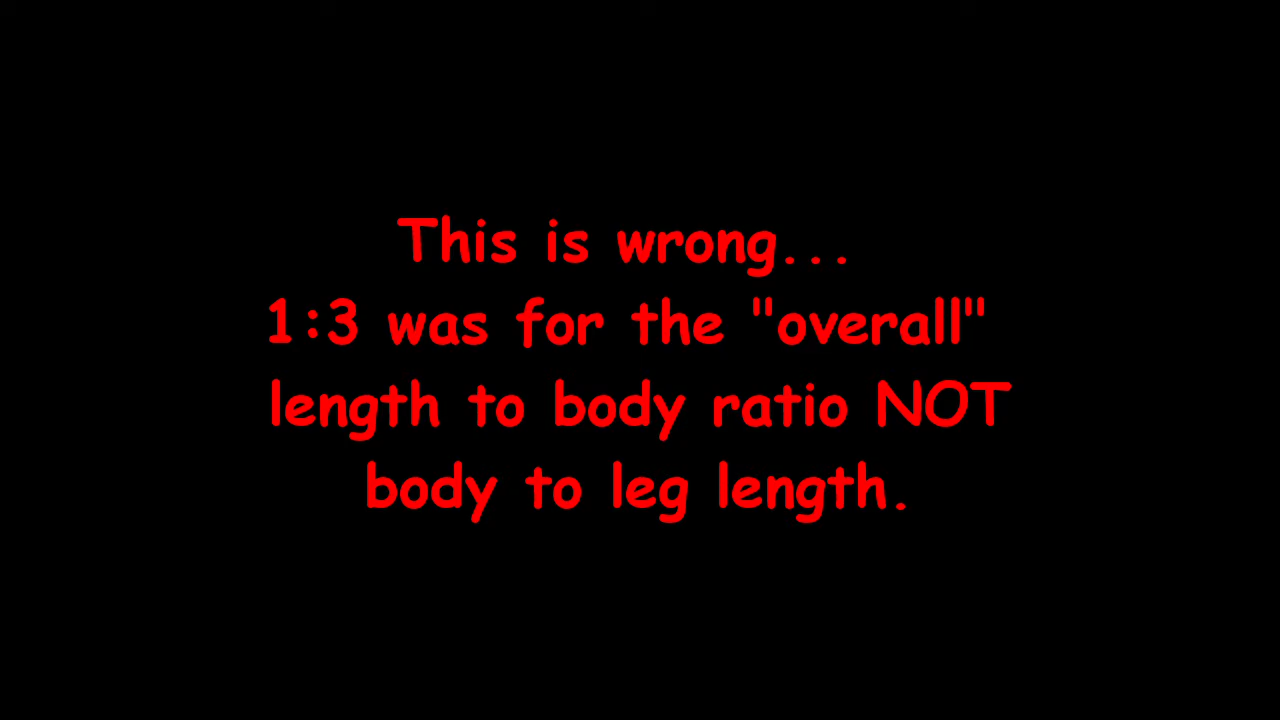 This is wrong...
1:3 was for the "overall"
length to body ratio NOT
body to leg length.